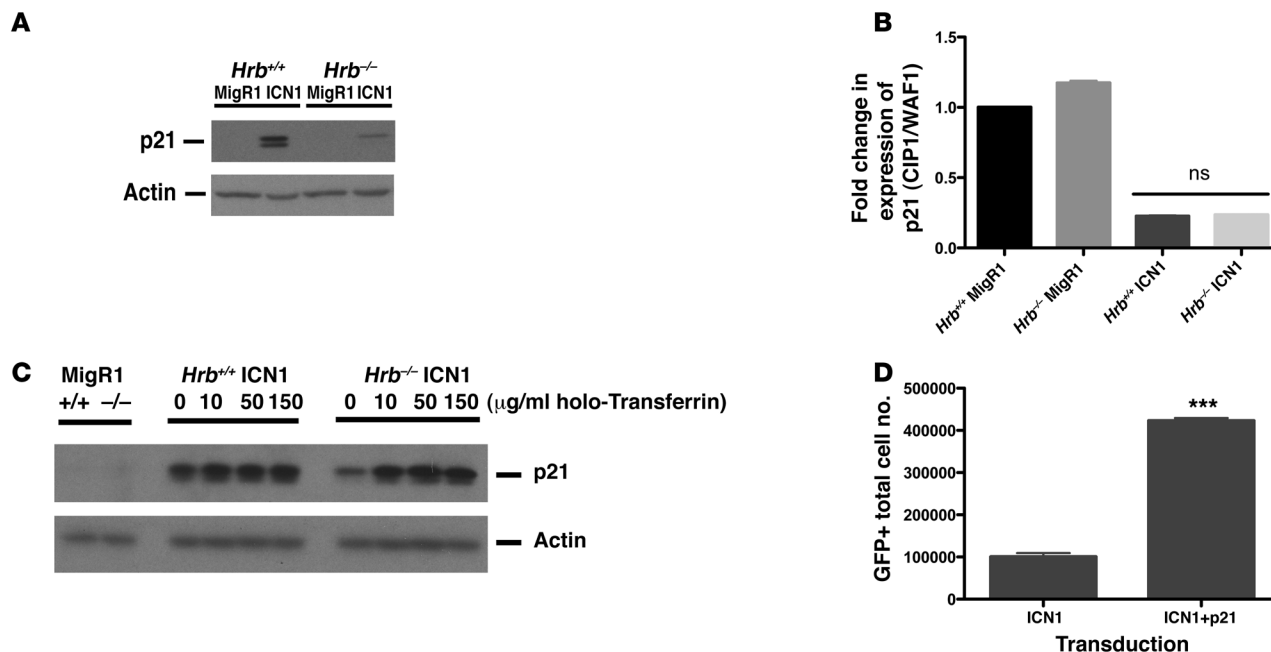 A
Hrb+/+ Hrb–/–
MigR1 ICN1 MigR1 ICN1
p21
Actin
B
Fold change in
expression of
p21 (CIP1/WAF1)
1.5
1.0
0.5
0.0
ns
Hrb+/+ MigR1
Hrb–/– MigR1
Hrb+/+ ICN1
Hrb–/– ICN1
C
MigR1 Hrb+/+ ICN1 Hrb–/– ICN1
+/+ –/– 0 10 50 150 0 10 50 150 (μg/ml holo-Transferrin)
p21
Actin
D
GFP+ total cell no.
500000
400000
300000
200000
100000
0
***
ICN1 ICN1+p21
Transduction